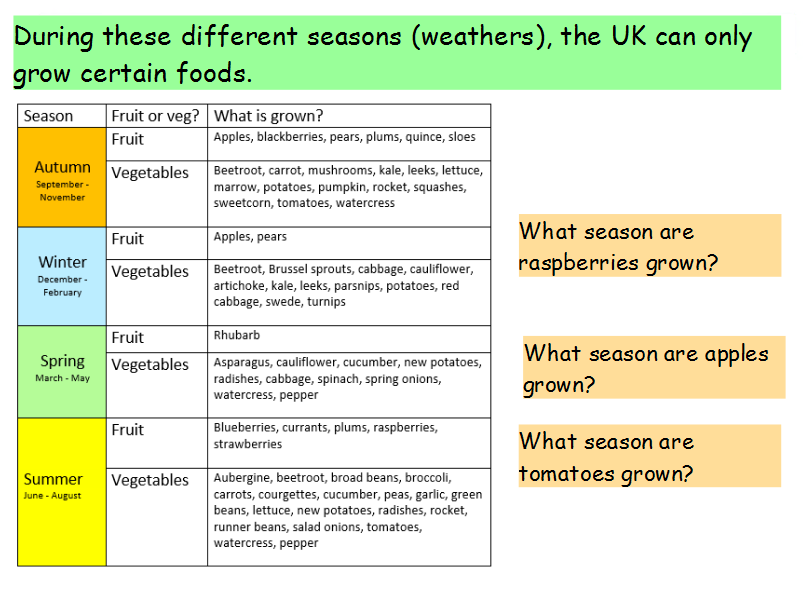 During these different seasons (weathers), the UK can only
grow certain foods.
Season Fruit or veg? What is grown?
Autumn
September -
November
Fruit
Apples, blackberries, pears, plums, quince, sloes
Vegetables
Beetroot, carrot, mushrooms, kale, leeks, lettuce,
marrow, potatoes, pumpkin, rocket, squashes,
sweetcorn, tomatoes, watercress
Winter
December -
February
Fruit
Apples, pears
Vegetables
Beetroot, Brussel sprouts, cabbage, cauliflower,
artichoke, kale, leeks, parsnips, potatoes, red
cabbage, swede, turnips
Spring
March - May
Fruit
Rhubarb
Vegetables
Asparagus, cauliflower, cucumber, new potatoes,
radishes, cabbage, spinach, spring onions,
watercress, pepper
Summer
June - August
Fruit
Blueberries, currants, plums, raspberries,
strawberries
Vegetables
Aubergine, beetroot, broad beans, broccoli,
carrots, courgettes, cucumber, peas, garlic, green
beans, lettuce, new potatoes, radishes, rocket,
runner beans, salad onions, tomatoes,
watercress, pepper
What season are
raspberries grown?
What season are apples
grown?
What season are
tomatoes grown?